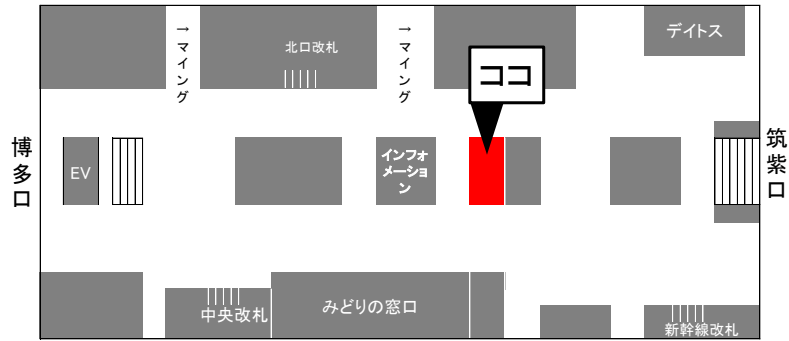 デイトス
→マイング
北口改札
→マイング
ココ
博多口
EV
インフォ
メーショ
ン
筑紫口
みどりの窓口
中央改札
新幹線改札